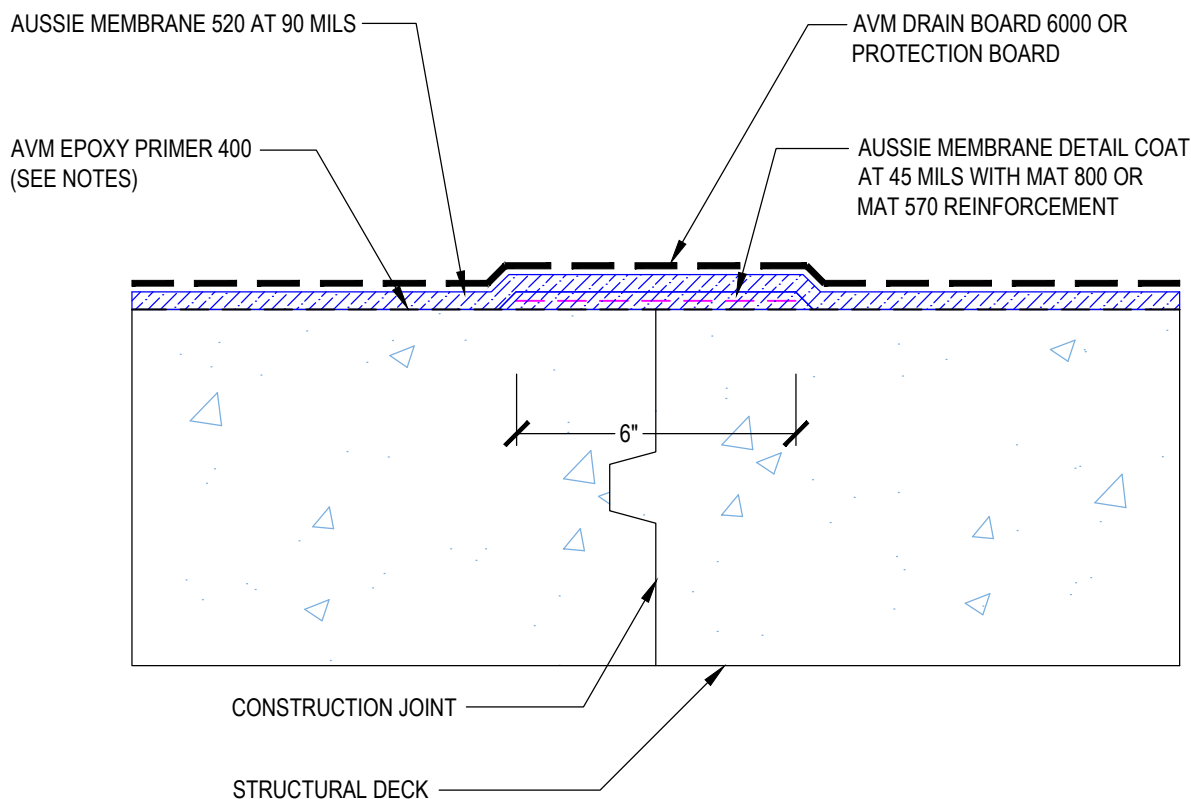 AUSSIE MEMBRANE 520 AT 90 MILS
AVM DRAIN BOARD 6000 OR
PROTECTION BOARD
AVM EPOXY PRIMER 400
(SEE NOTES)
AUSSIE MEMBRANE DETAIL COAT
AT 45 MILS WITH MAT 800 OR
MAT 570 REINFORCEMENT
6"
CONSTRUCTION JOINT
STRUCTURAL DECK